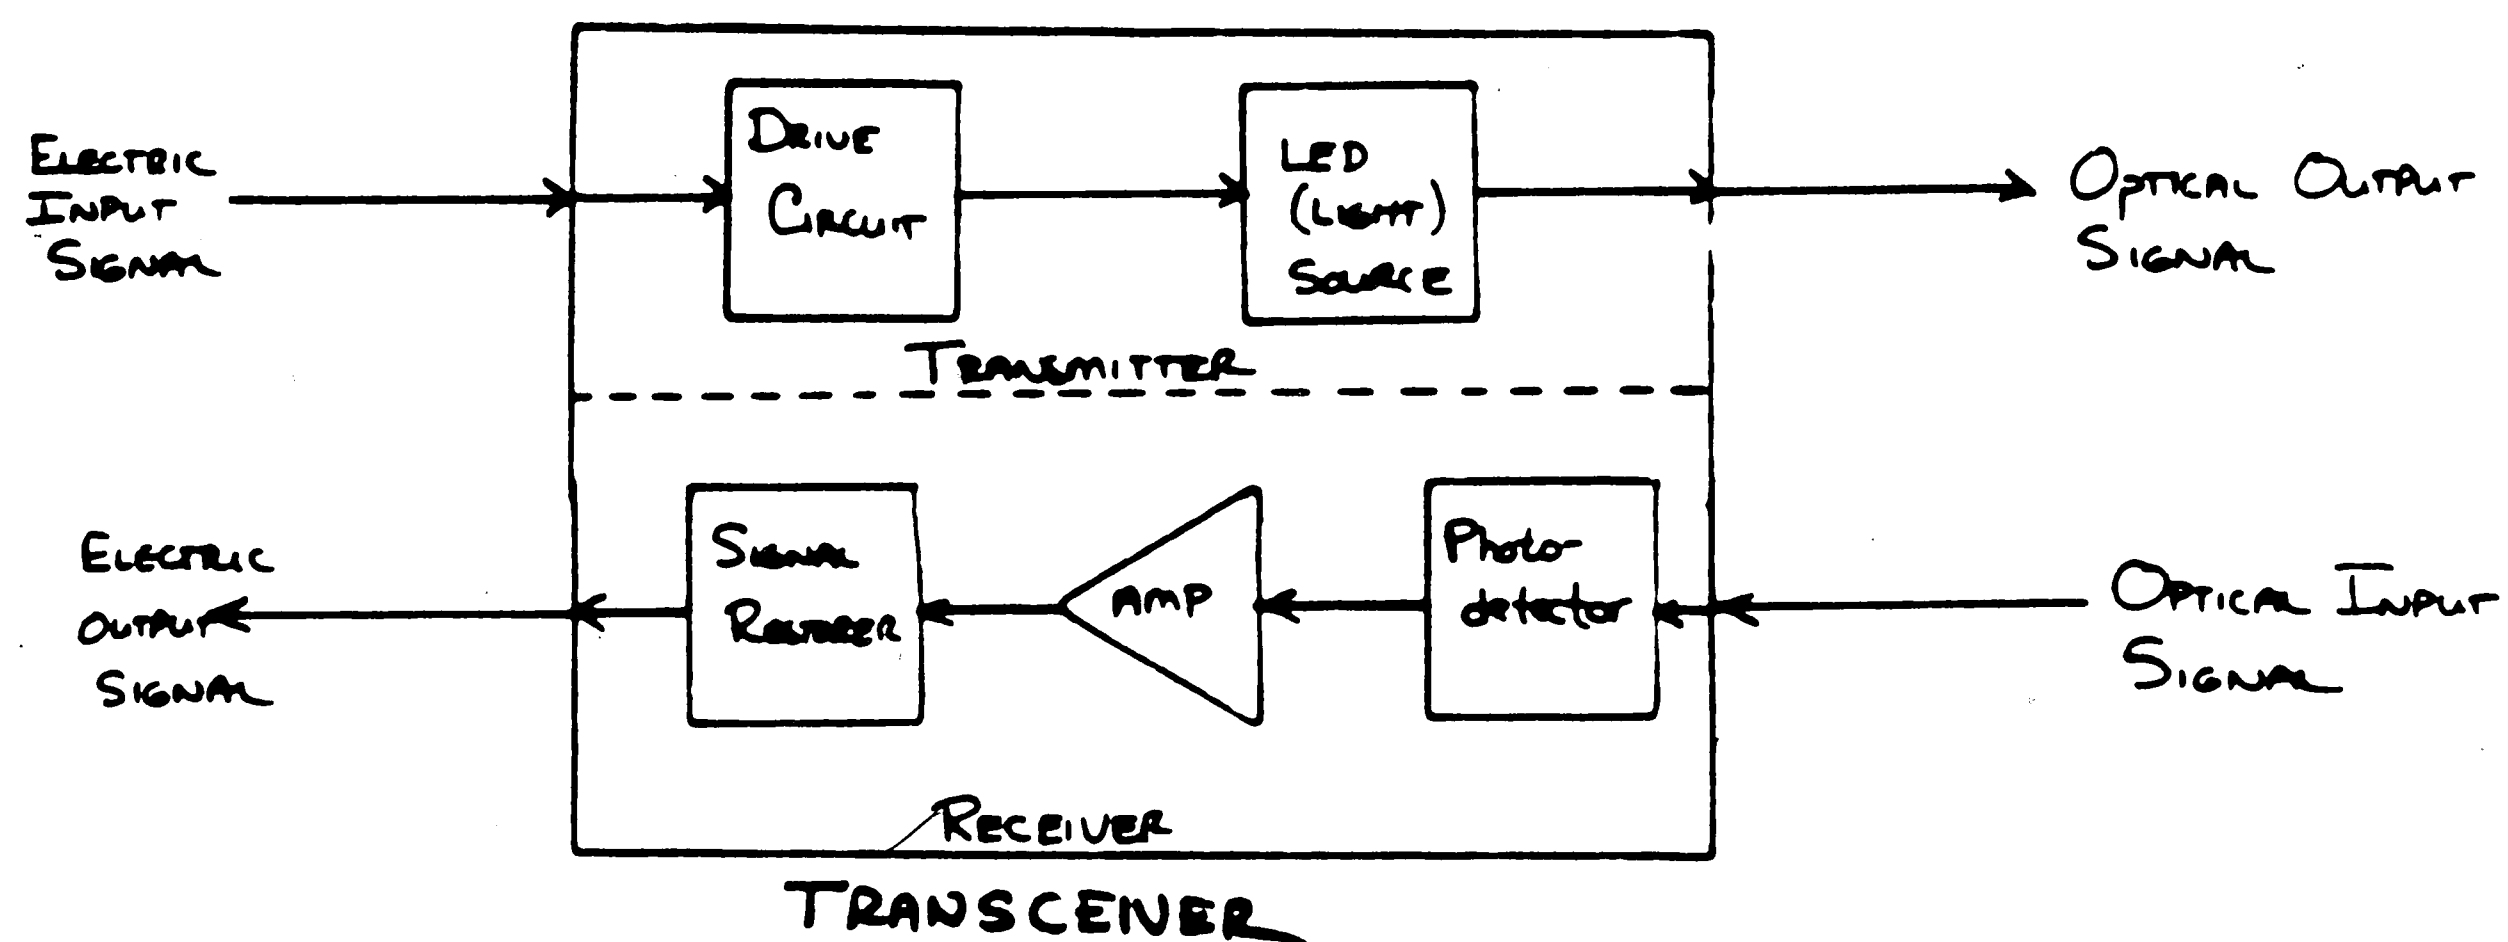 Electric
Input
Signal
Drive
Circuit
LED
(Light)
Source
Optical Output
Signal
Transmitter
Electric
output
Signal
Signal
AMP
Photo
detector
Optical Input
Signal
Receiver
TRANSCEIVER